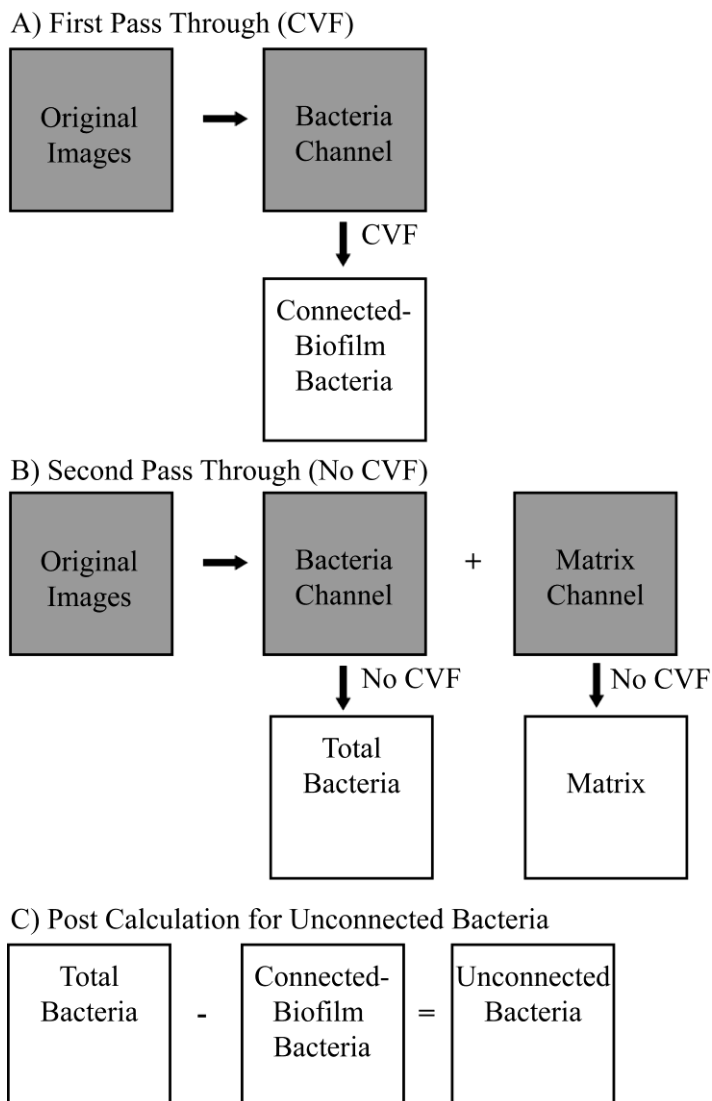 A) First Pass Through (CVF)
Original
Images
Bacteria
Channel
CVF
Connected-
Biofilm
Bacteria
B) Second Pass Through (No CVF)
Original
Images
Bacteria
Channel
+
Matrix
Channel
No CVF
No CVF
Total
Bacteria
Matrix
C) Post Calculation for Unconnected Bacteria
Total
Bacteria
-
Connected-
Biofilm
Bacteria
=
Unconnected
Bacteria